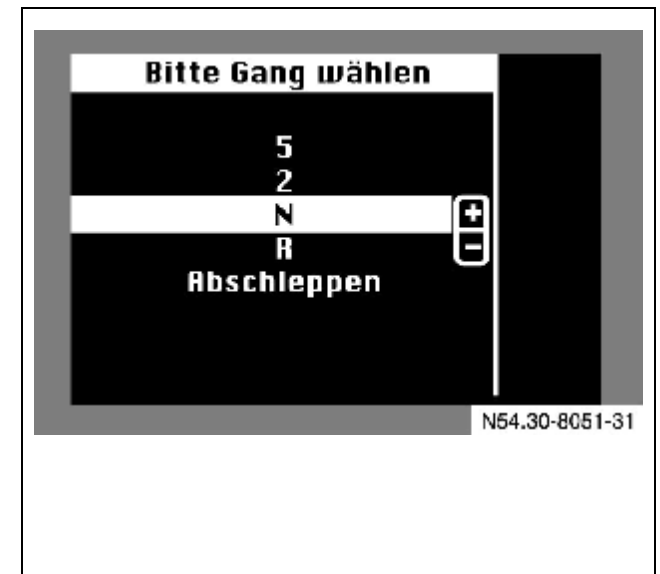 Bitte Gang wählen
5
2
N
+
R
-
Abschleppen
N54.30-8051-31